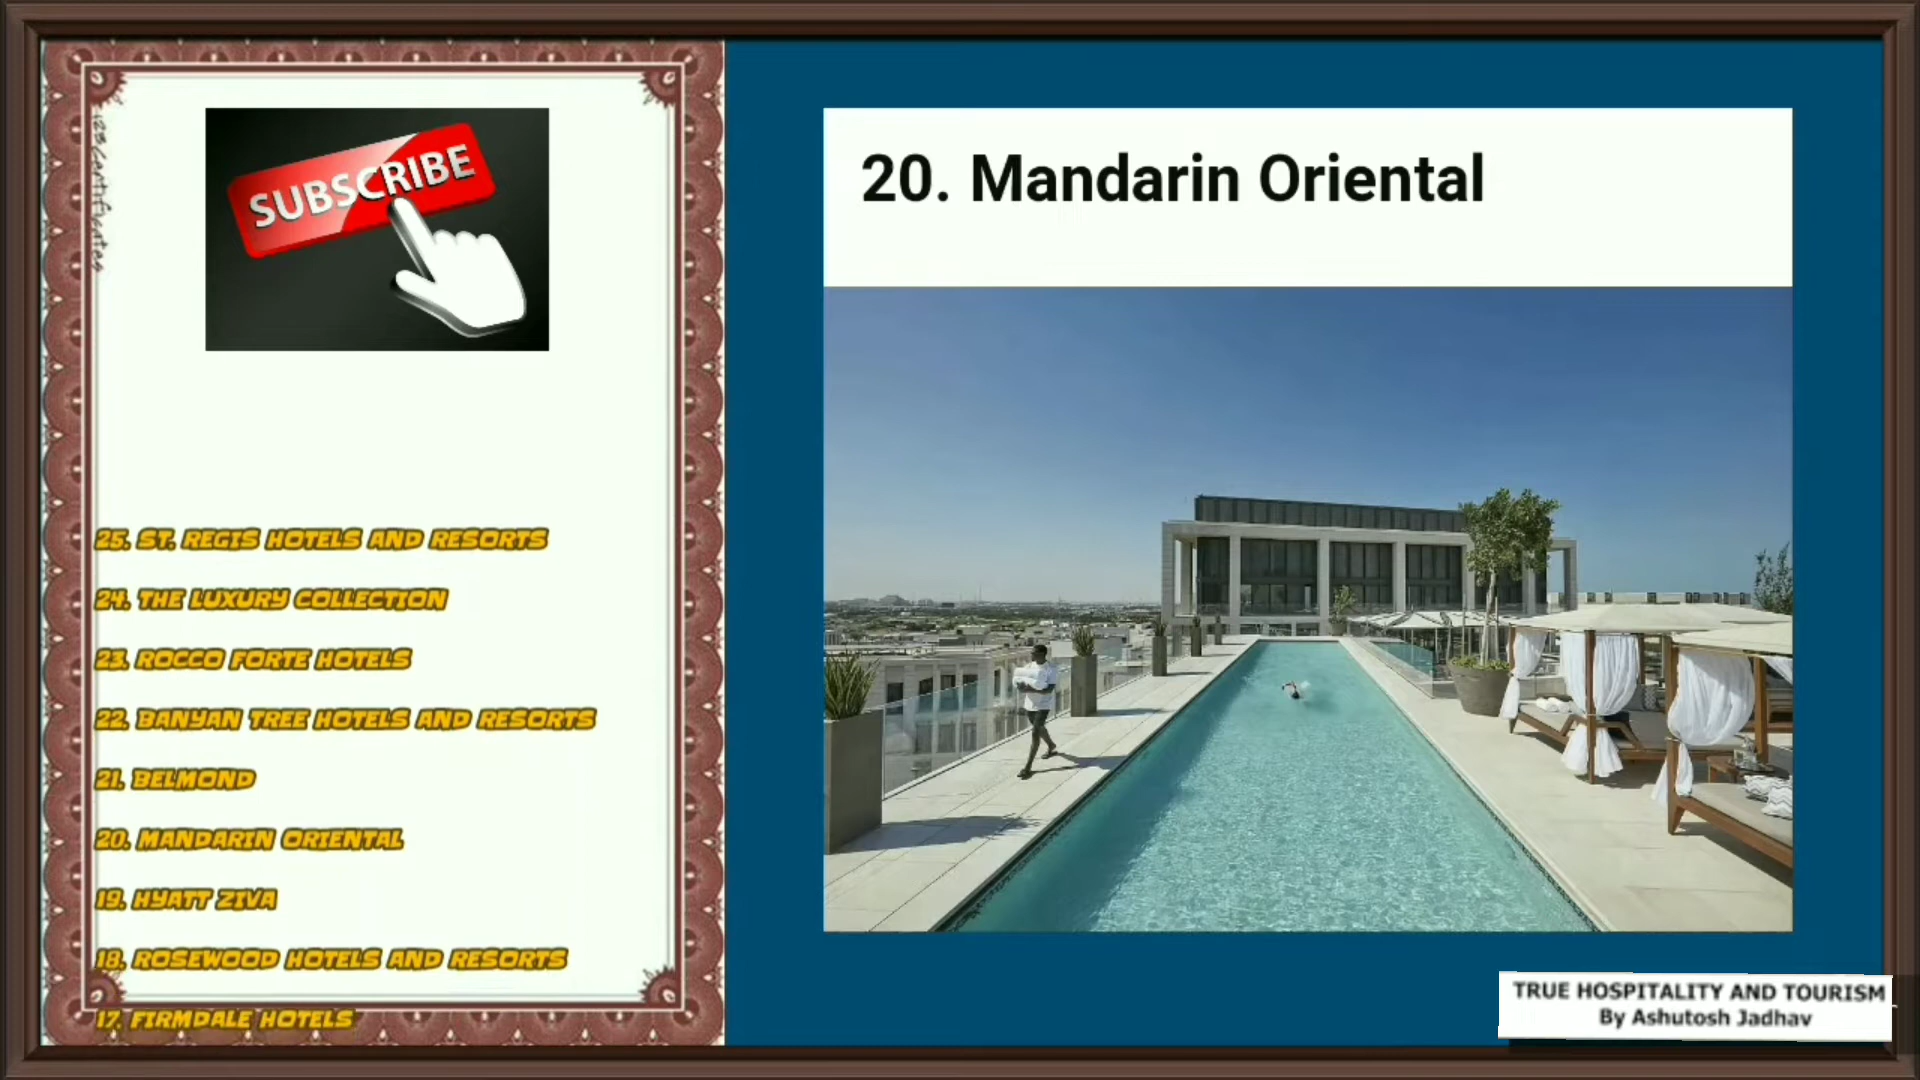 123Certificates
SUBSCRIBE
25. ST. REGIS HOTELS AND RESORTS
24. THE LUXURY COLLECTION
23. ROCCO FORTE HOTELS
22. BANYAN TREE HOTELS AND RESORTS
21. BELMOND
20. MANDARIN ORIENTAL
19. HYATT ZIVA
18. ROSEWOOD HOTELS AND RESORTS
17. FIRMDALE HOTELS
20. Mandarin Oriental
TRUE HOSPITALITY AND TOURISM
By Ashutosh Jadhav